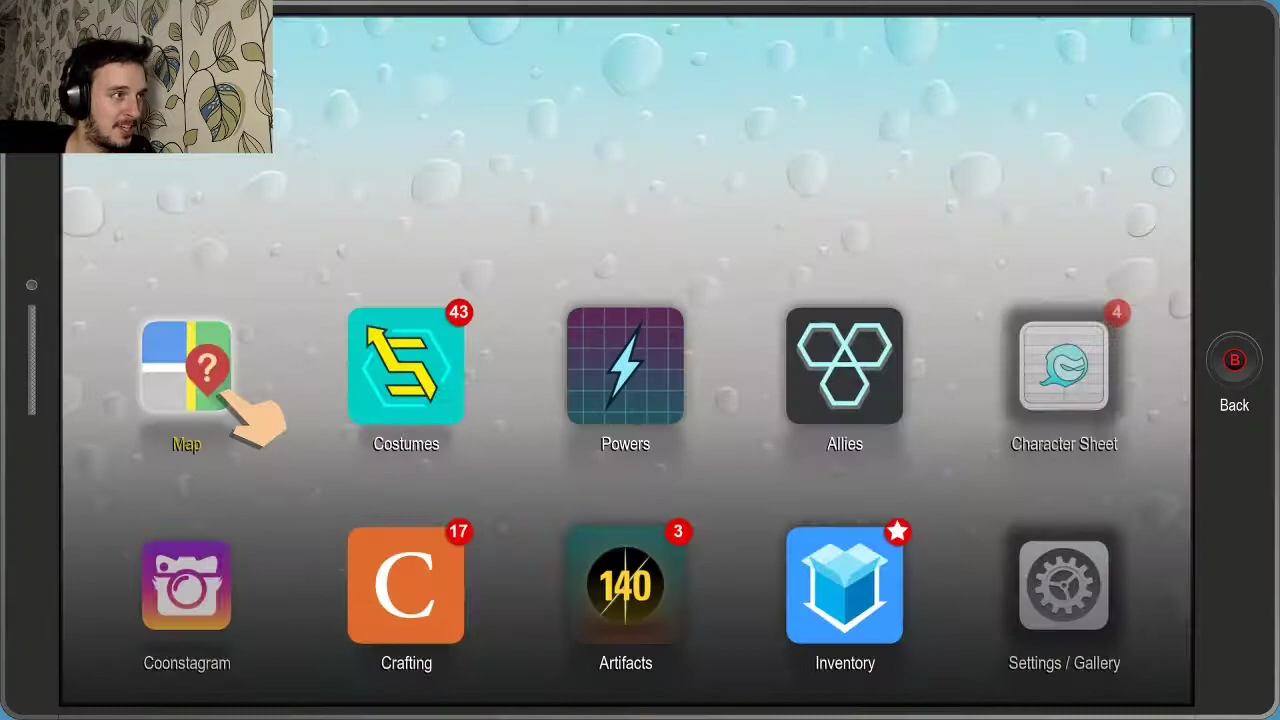 43
4
?
B
Back
Map
Costumes
Powers
Allies
Character Sheet
17
3
C
140
Coonstagram
Crafting
Artifacts
Inventory
Settings / Gallery